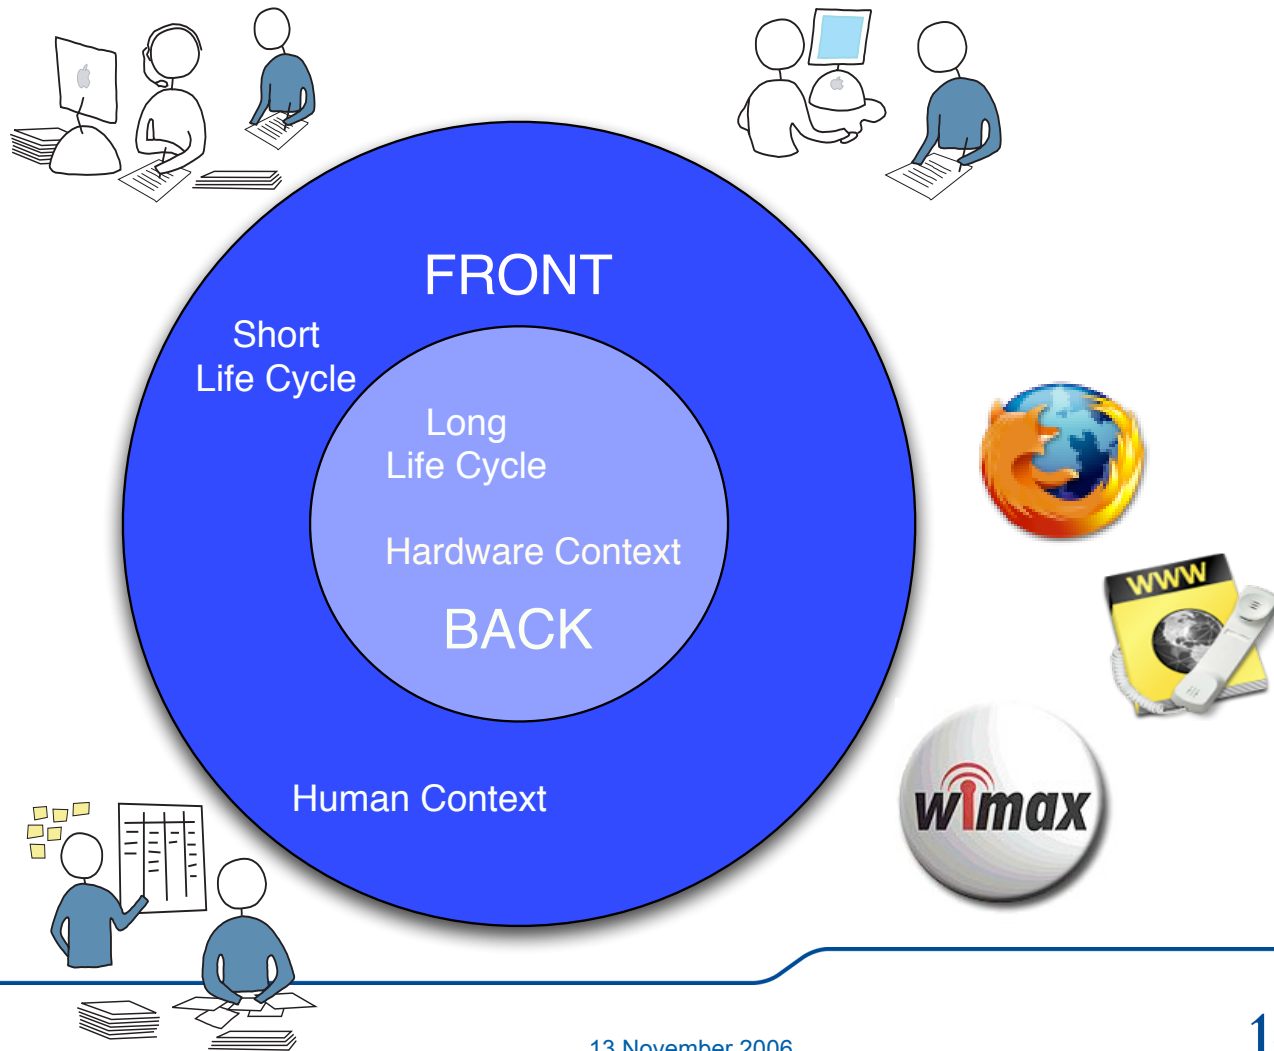 FRONT
Short
Life Cycle
Long
Life Cycle
Hardware Context
BACK
Human Context
WWW
wimax
13 November 2006
1